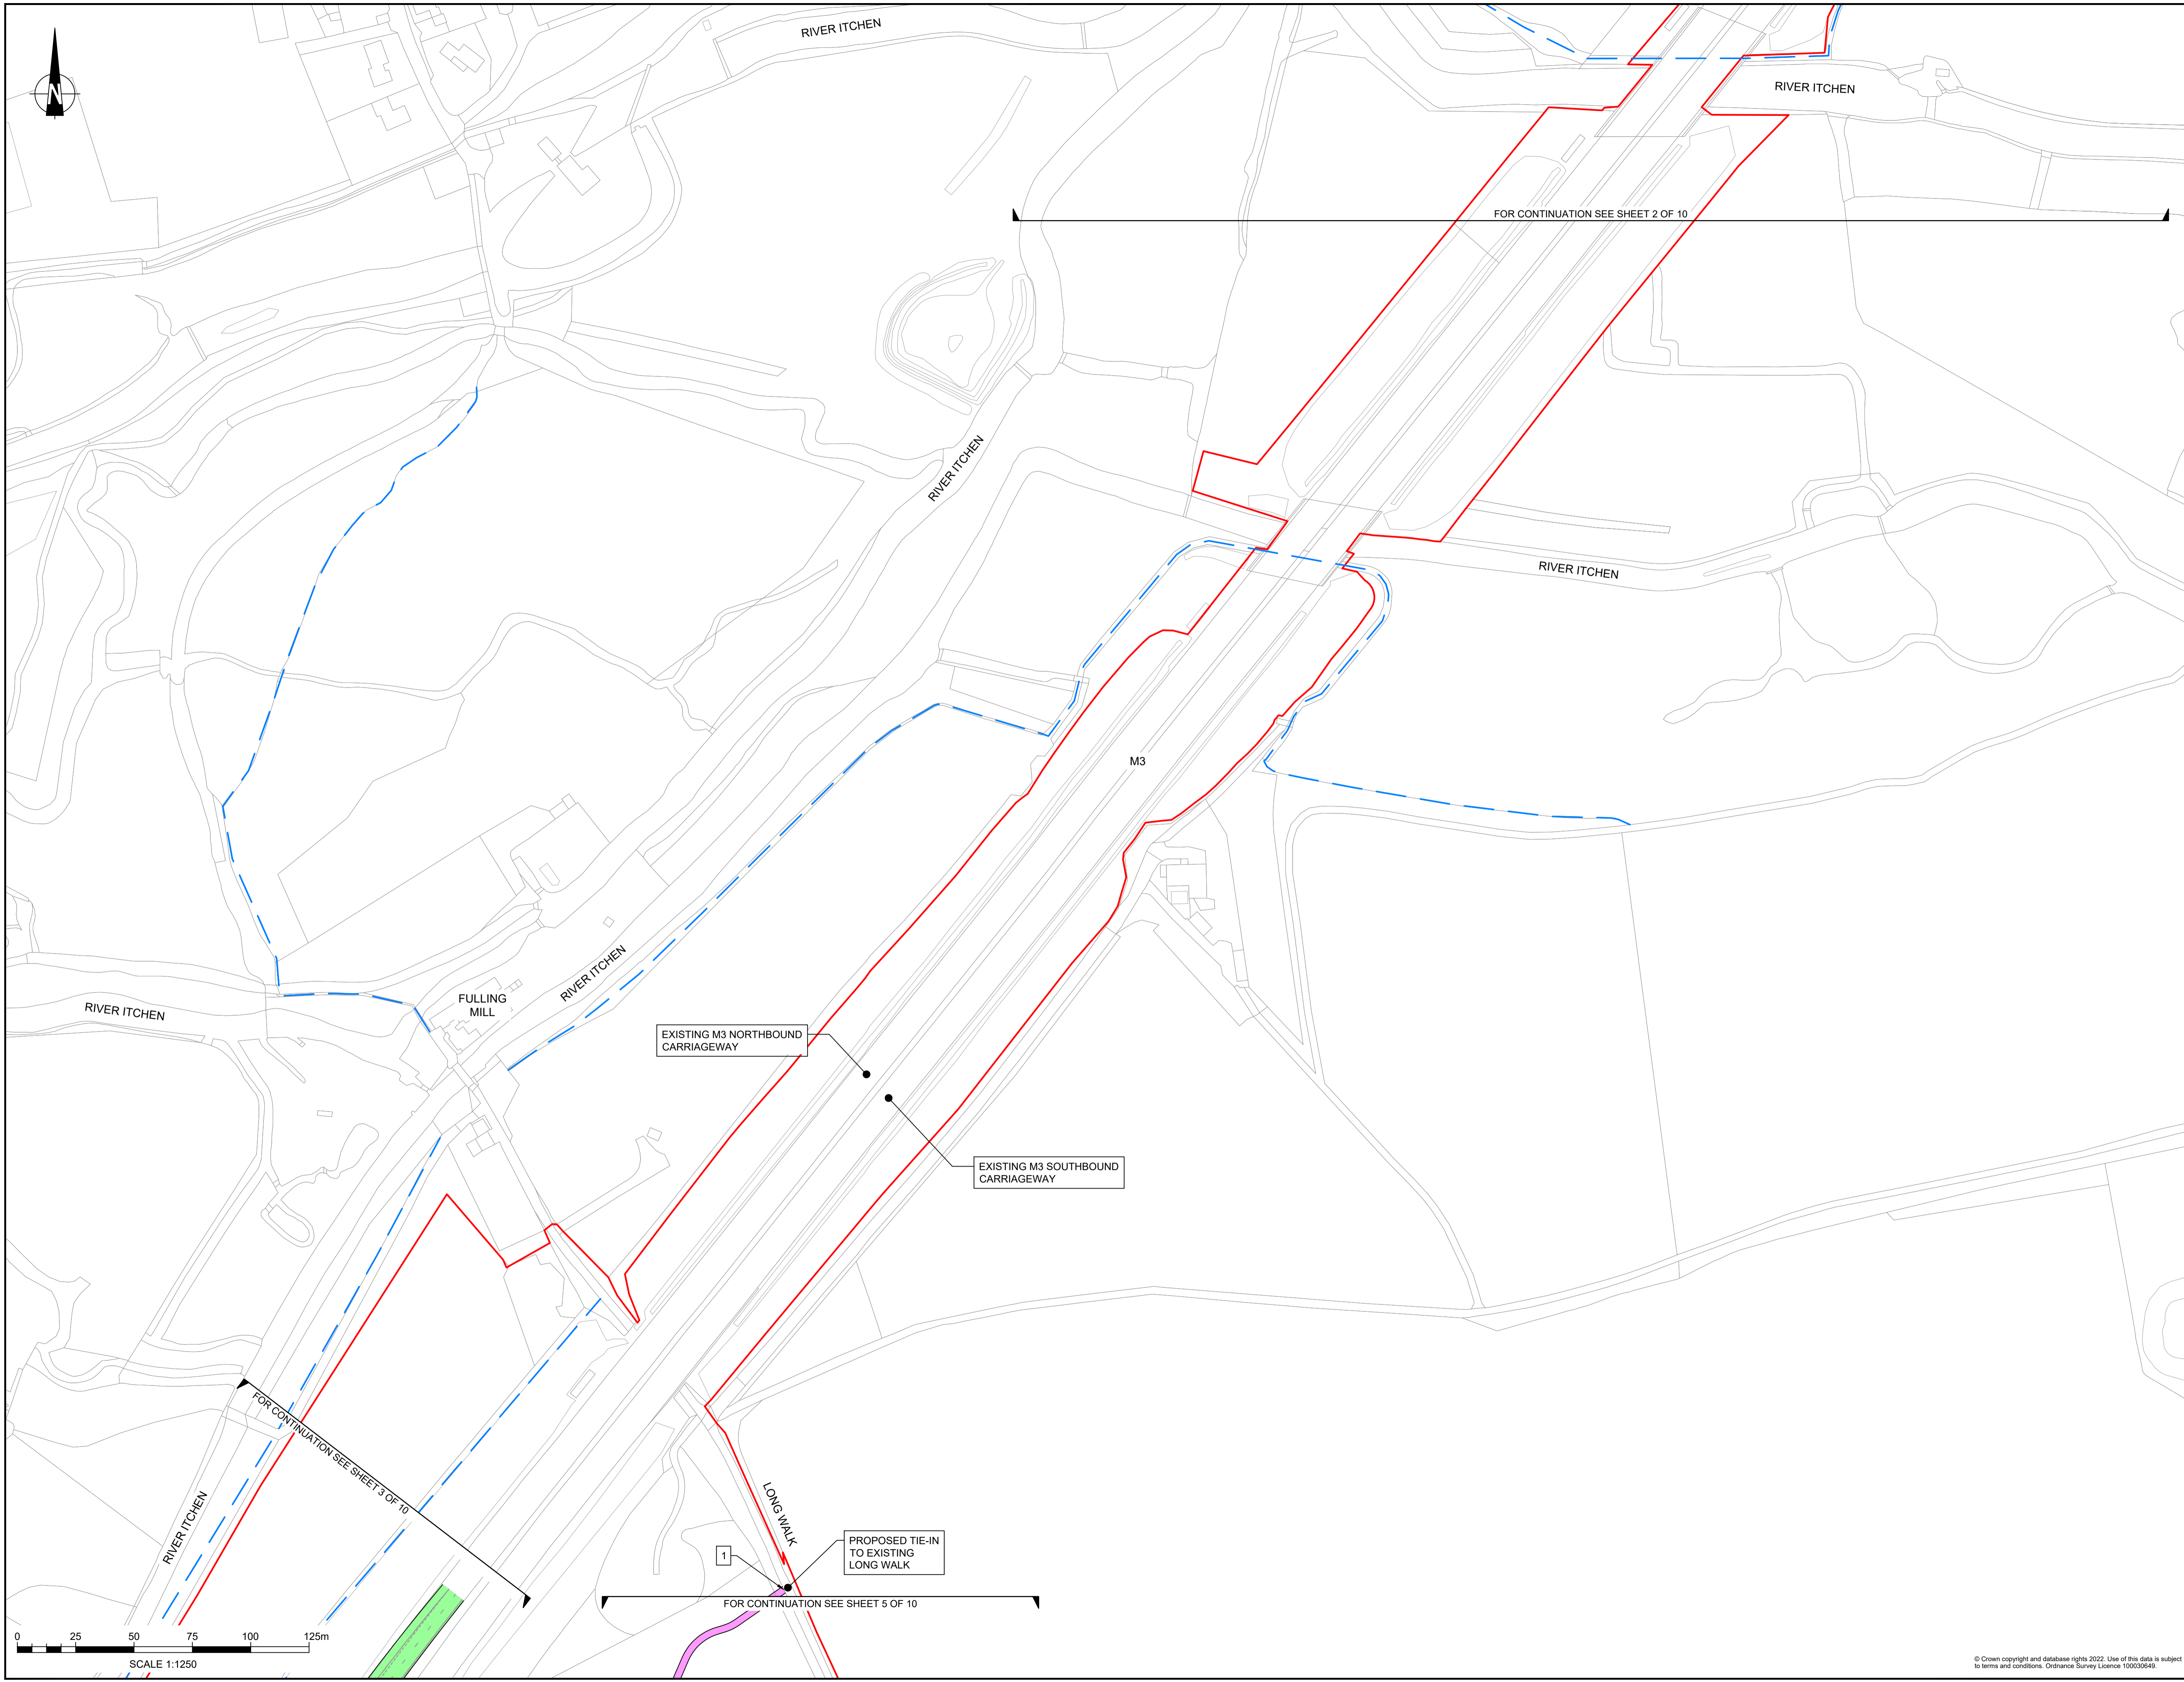 RIVER ITCHEN
N
RIVER ITCHEN
FOR CONTINUATION SEE SHEET 2 OF 10
RIVER ITCHEN
RIVER ITCHEN
M3
RIVER ITCHEN
FULLING
MILL
RIVER ITCHEN
EXISTING M3 NORTHBOUND
CARRIAGEWAY
EXISTING M3 SOUTHBOUND
CARRIAGEWAY
FOR CONTINUATION SEE SHEET 3 OF 10
RIVER ITCHEN
LONG WALK
1
PROPOSED TIE-IN
TO EXISTING
LONG WALK
FOR CONTINUATION SEE SHEET 5 OF 10
0 25 50 75 100 125m
SCALE 1:1250
© Crown copyright and database rights 2022. Use of this data is subject
to terms and conditions. Ordnance Survey Licence 100030649.